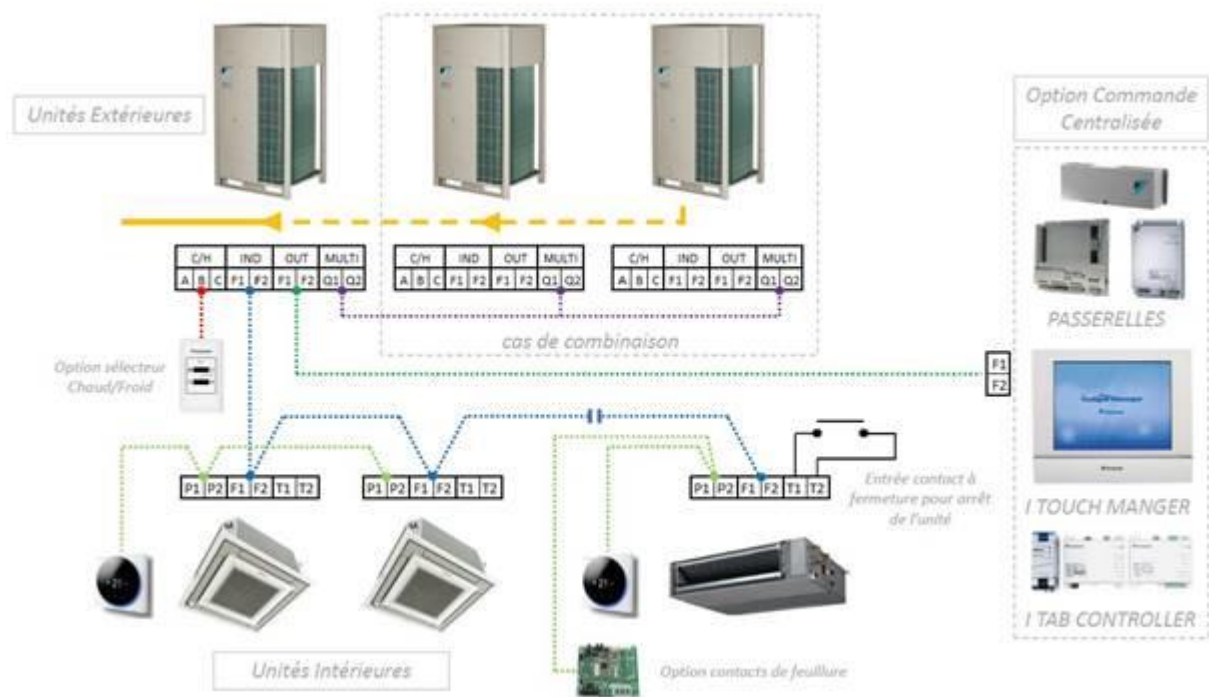 Unités Extérieures
Option Commande
Centralisée
C/H IND OUT MULTI
A B C F1 F2 F1 F2 Q1 Q2
C/H IND OUT MULTI
A B C F1 F2 F1 F2 Q1 Q2
C/H IND OUT MULTI
A B C F1 F2 F1 F2 Q1 Q2
PASSERELLES
cas de combinaison
Option sélecteur
Chaud/Froid
F1
F2
P1 P2 F1 F2 T1 T2
P1 P2 F1 F2 T1 T2
P1 P2 F1 F2 T1 T2
Entrée contact à
fermeture pour arrêt
de l'unité
I TOUCH MANGER
21
21
I TAB CONTROLLER
Unités Intérieures
Option contacts de feuillure